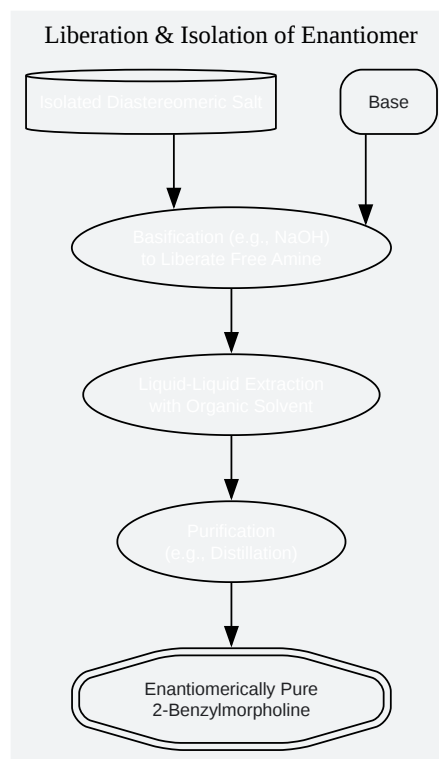 Liberation & Isolation of Enantiomer
Isolated Diastereomeric Salt
Base
Basification (e.g., NaOH)
to Liberate Free Amine
Liquid-Liquid Extraction
with Organic Solvent
Purification
(e.g., Distillation)
Enantiomerically Pure
2-Benzylmorpholine